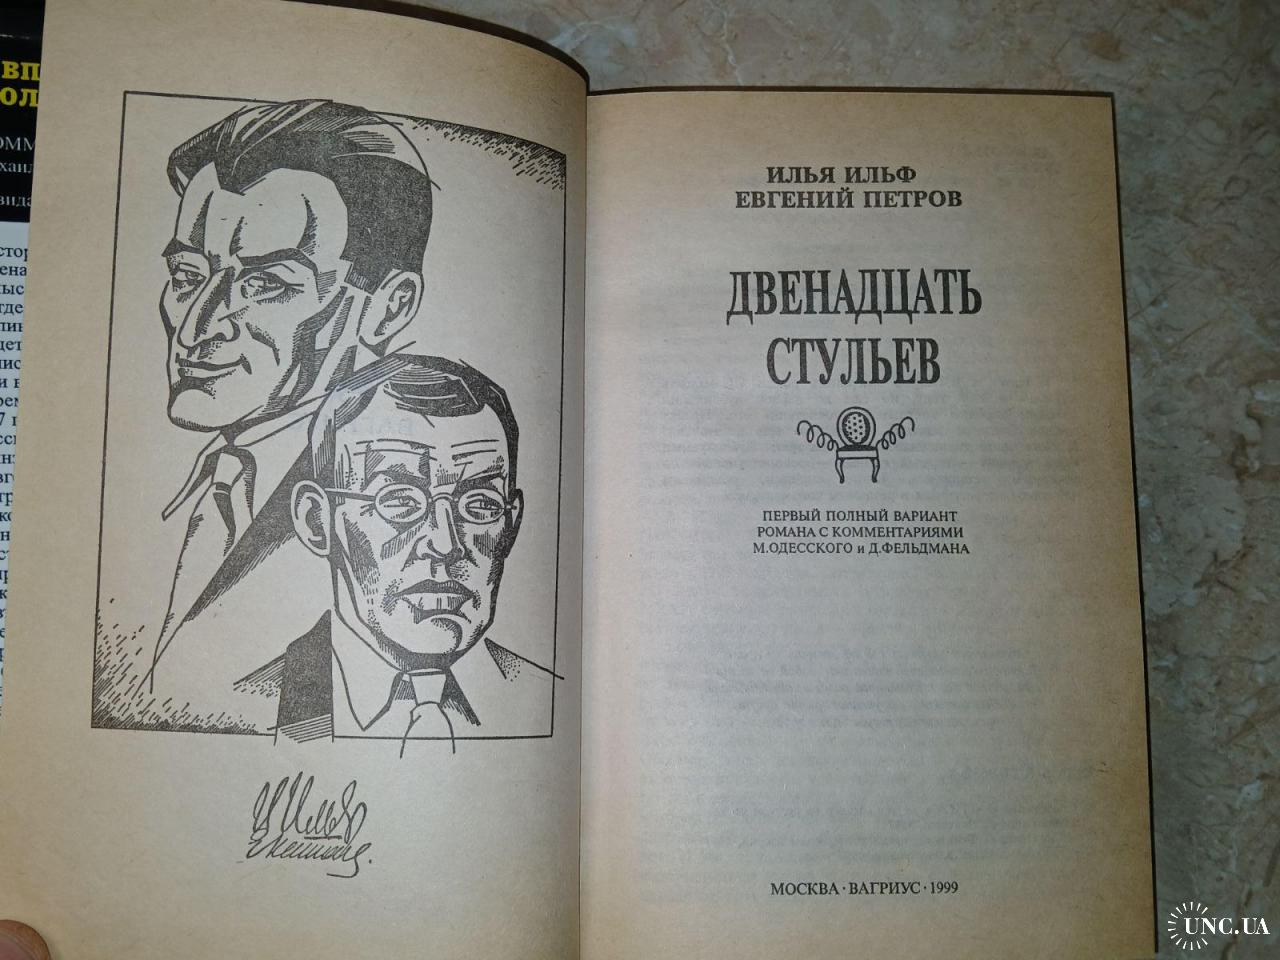 ИЛЬЯ ИЛЬФ
ЕВГЕНИЙ ПЕТРОВ
ДВЕНАДЦАТЬ
СТУЛЬЕВ
ПЕРВЫЙ ПОЛНЫЙ ВАРИАНТ
РОМАНА С КОММЕНТАРИЯМИ
М.ОДЕССКОГО и Д.ФЕЛЬДМАНА
МОСКВА · ВАГРИУС · 1999
UNC.UA